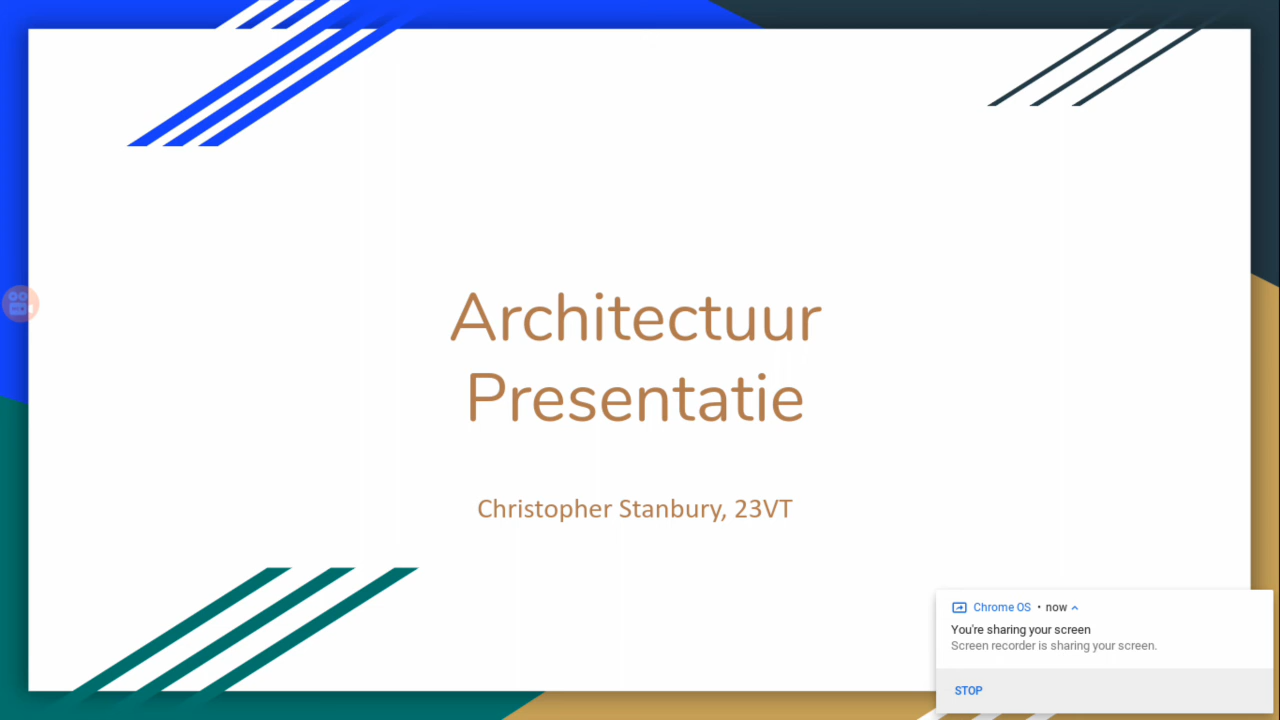 Architectuur
Presentatie
Christopher Stanbury, 23VT
Chrome OS • now
You're sharing your screen
Screen recorder is sharing your screen.
STOP